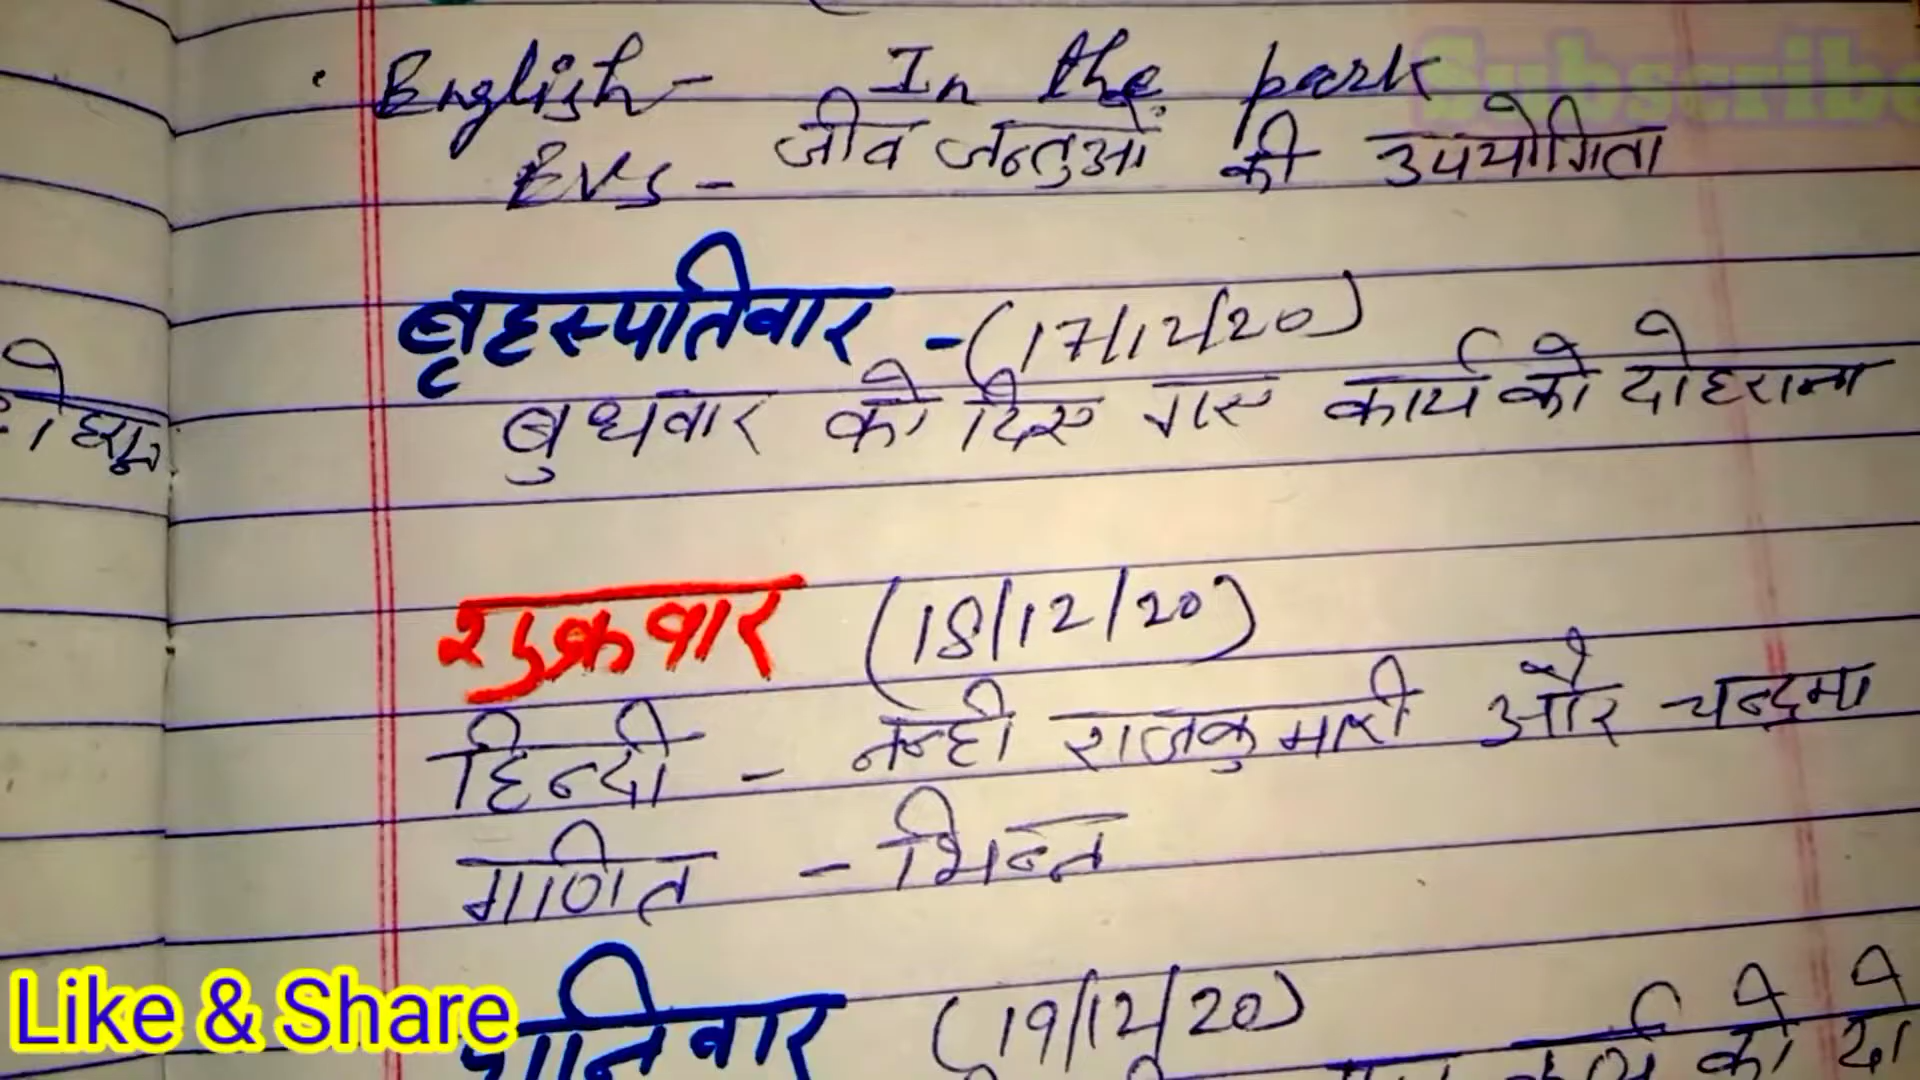 English - In the park
Subscribe
EVS - जीव जन्तुओं की उपयोगिता
बृहस्पतिवार - (17/12/20)
बुधवार को दिए गए कार्य को दोहराना
शुक्रवार (18/12/20)
हिन्दी - नन्ही राजकुमारी और चन्द्रमा
गणित - भिन्न
Like & Share
शनिवार (19/12/20)